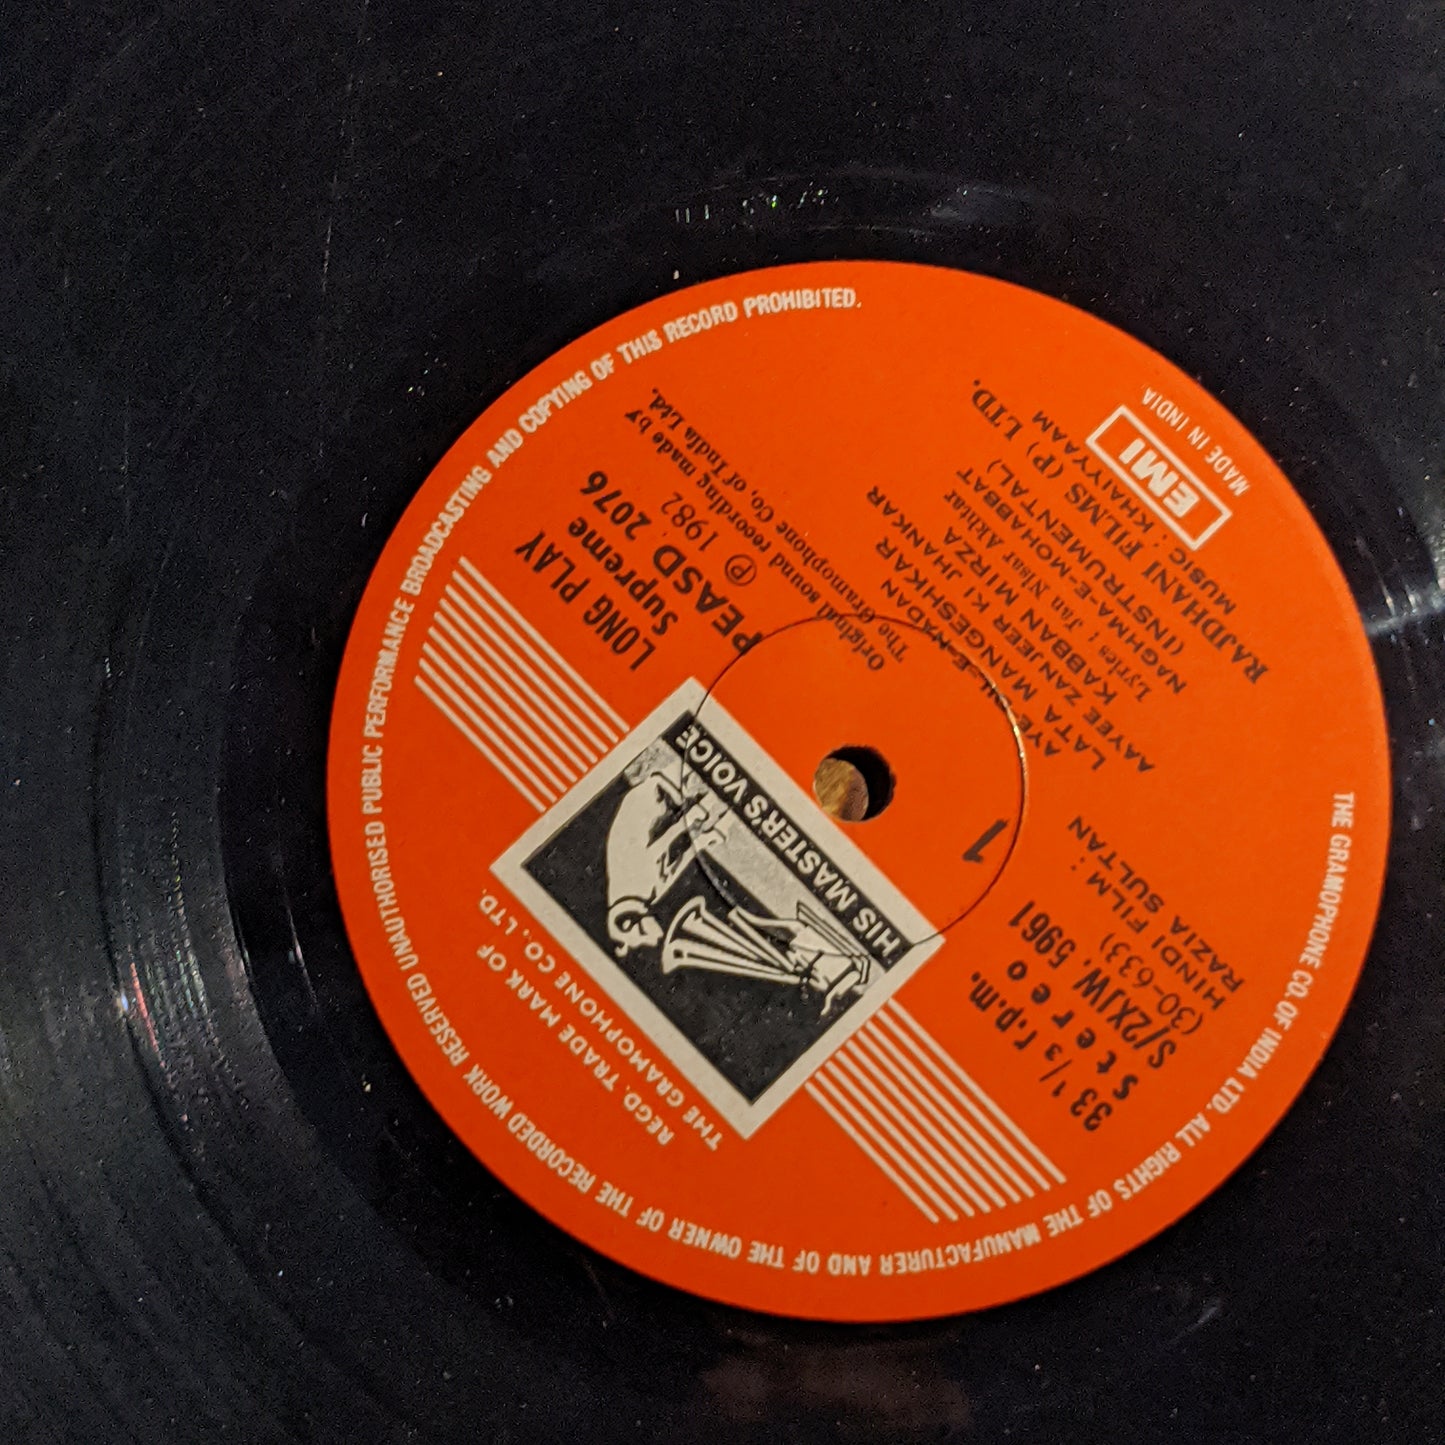 THE GRAMOPHONE CO. OF INDIA LTD. ALL RIGHTS OF THE MANUFACTURER AND OF THE OWNER OF THE RECORDED WORK RESERVED UNAUTHORISED PUBLIC PERFORMANCE BROADCASTING AND COPYING OF THIS RECORD PROHIBITED.
REGD. TRADE MARK OF
THE GRAMOPHONE CO., LTD.
HIS MASTER'S VOICE
LONG PLAY
Supreme
PEASD 2076
℗ 1982
Original sound recording made by
The Gramophone Co. of India Ltd.
33 1/3 r.p.m.
Stereo
S/2XJW. 5961
(30-633)
1
HINDI FILM :
RAZIA SULTAN
LATA MANGESHKAR
AAYEE ZANJEER KI JHANKAR
KABBAN MIRZA
Lyrics : Jan Nisar Akhtar
NAGHMA-E-MOHABBAT
(INSTRUMENTAL)
MUSIC : KHAIYYAAM
RAJDHANI FILMS (P) LTD.
EMI
MADE IN INDIA